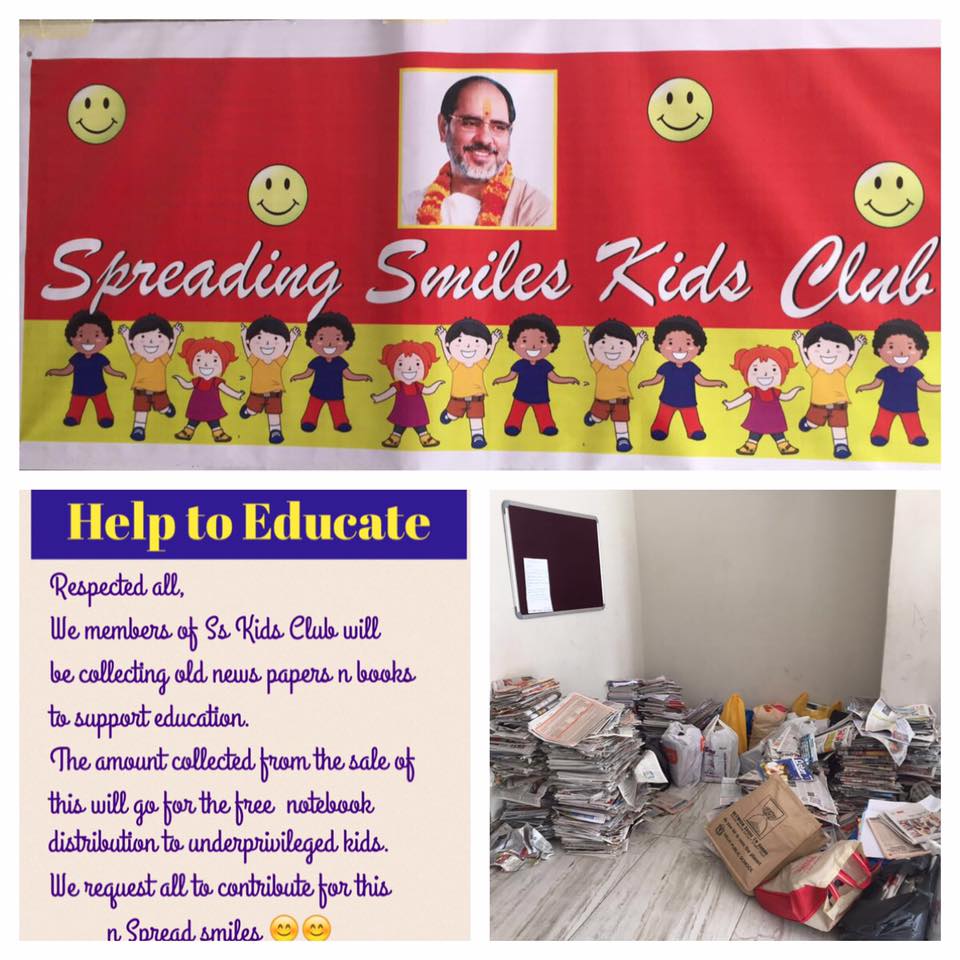 Spreading Smiles Kids Club
Help to Educate
Respected all,
We members of Ss Kids Club will
be collecting old news papers n books
to support education.
The amount collected from the sale of
this will go for the free notebook
distribution to underprivileged kids.
We request all to contribute for this
n Spread smiles 😊😊